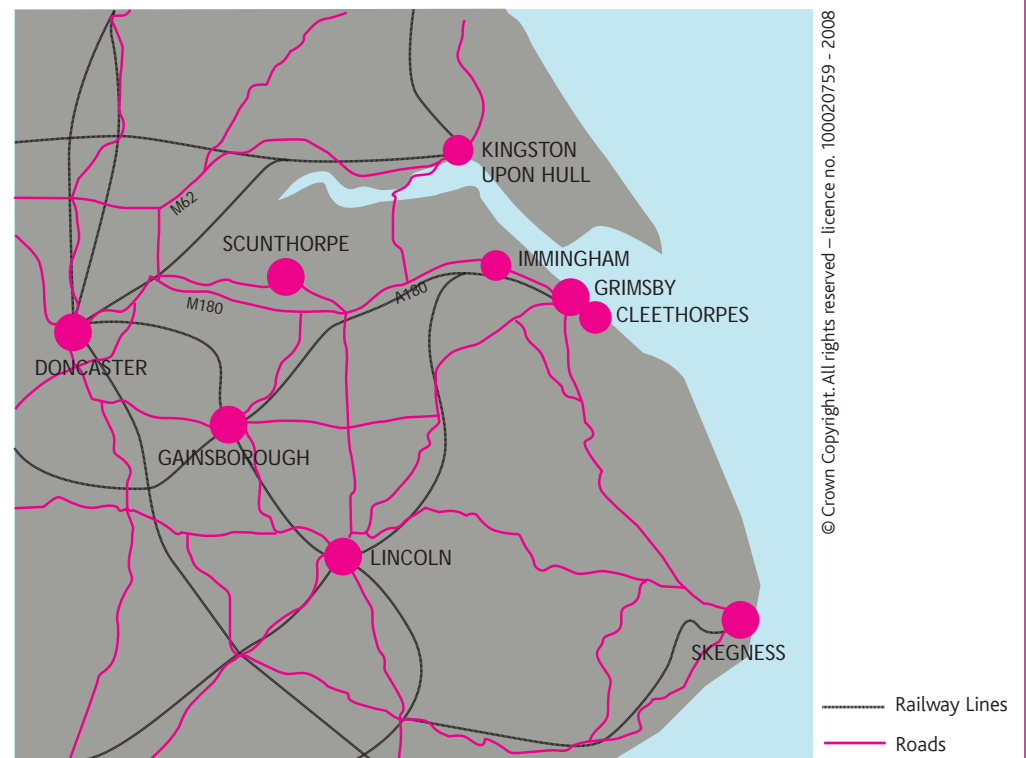 KINGSTON
UPON HULL
M62
SCUNTHORPE
IMMINGHAM
GRIMSBY
CLEETHORPES
M180
A180
DONCASTER
GAINSBOROUGH
LINCOLN
SKEGNESS
Railway Lines
Roads
© Crown Copyright. All rights reserved – licence no. 100020759 - 2008